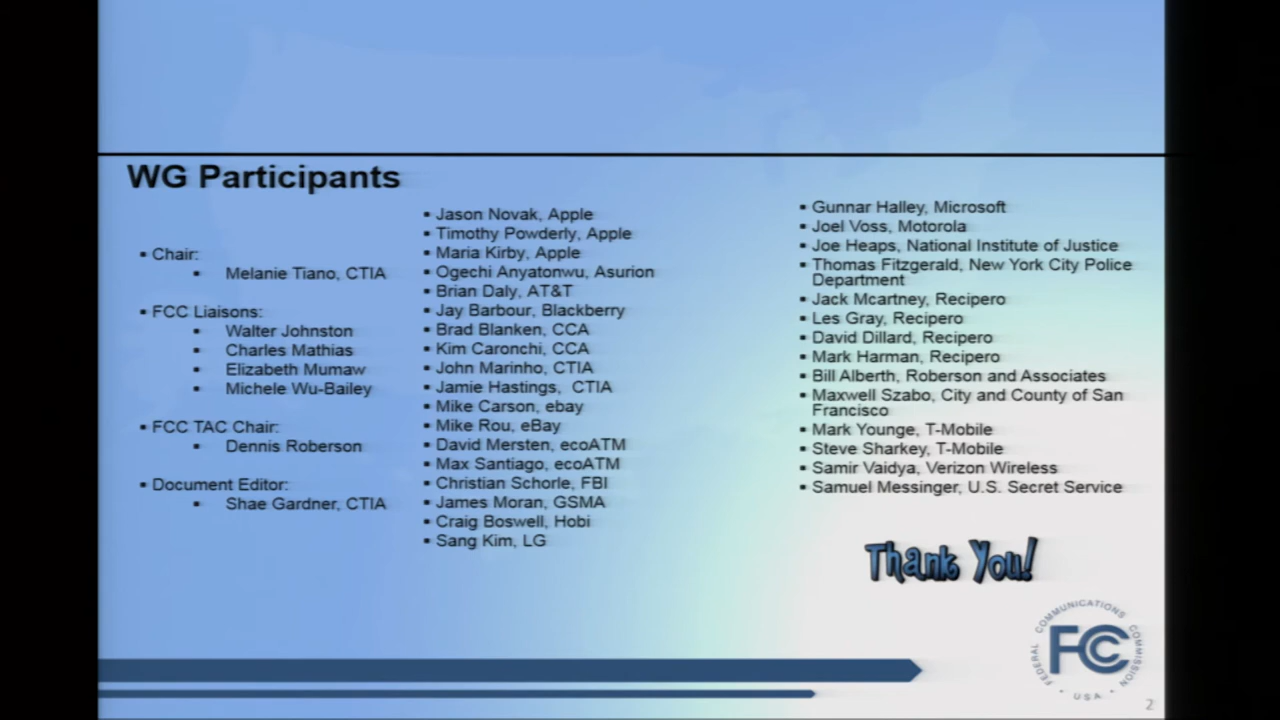 WG Participants
▪ Chair:
▪ Melanie Tiano, CTIA
▪ FCC Liaisons:
▪ Walter Johnston
▪ Charles Mathias
▪ Elizabeth Mumaw
▪ Michele Wu-Bailey
▪ FCC TAC Chair:
▪ Dennis Roberson
▪ Document Editor:
▪ Shae Gardner, CTIA
▪ Jason Novak, Apple
▪ Timothy Powderly, Apple
▪ Maria Kirby, Apple
▪ Ogechi Anyatonwu, Asurion
▪ Brian Daly, AT&T
▪ Jay Barbour, Blackberry
▪ Brad Blanken, CCA
▪ Kim Caronchi, CCA
▪ John Marinho, CTIA
▪ Jamie Hastings, CTIA
▪ Mike Carson, ebay
▪ Mike Rou, eBay
▪ David Mersten, ecoATM
▪ Max Santiago, ecoATM
▪ Christian Schorle, FBI
▪ James Moran, GSMA
▪ Craig Boswell, Hobi
▪ Sang Kim, LG
▪ Gunnar Halley, Microsoft
▪ Joel Voss, Motorola
▪ Joe Heaps, National Institute of Justice
▪ Thomas Fitzgerald, New York City Police
Department
▪ Jack Mcartney, Recipero
▪ Les Gray, Recipero
▪ David Dillard, Recipero
▪ Mark Harman, Recipero
▪ Bill Alberth, Roberson and Associates
▪ Maxwell Szabo, City and County of San
Francisco
▪ Mark Younge, T-Mobile
▪ Steve Sharkey, T-Mobile
▪ Samir Vaidya, Verizon Wireless
▪ Samuel Messinger, U.S. Secret Service
Thank You!
FEDERAL COMMUNICATIONS COMMISSION
FCC
• USA •
2